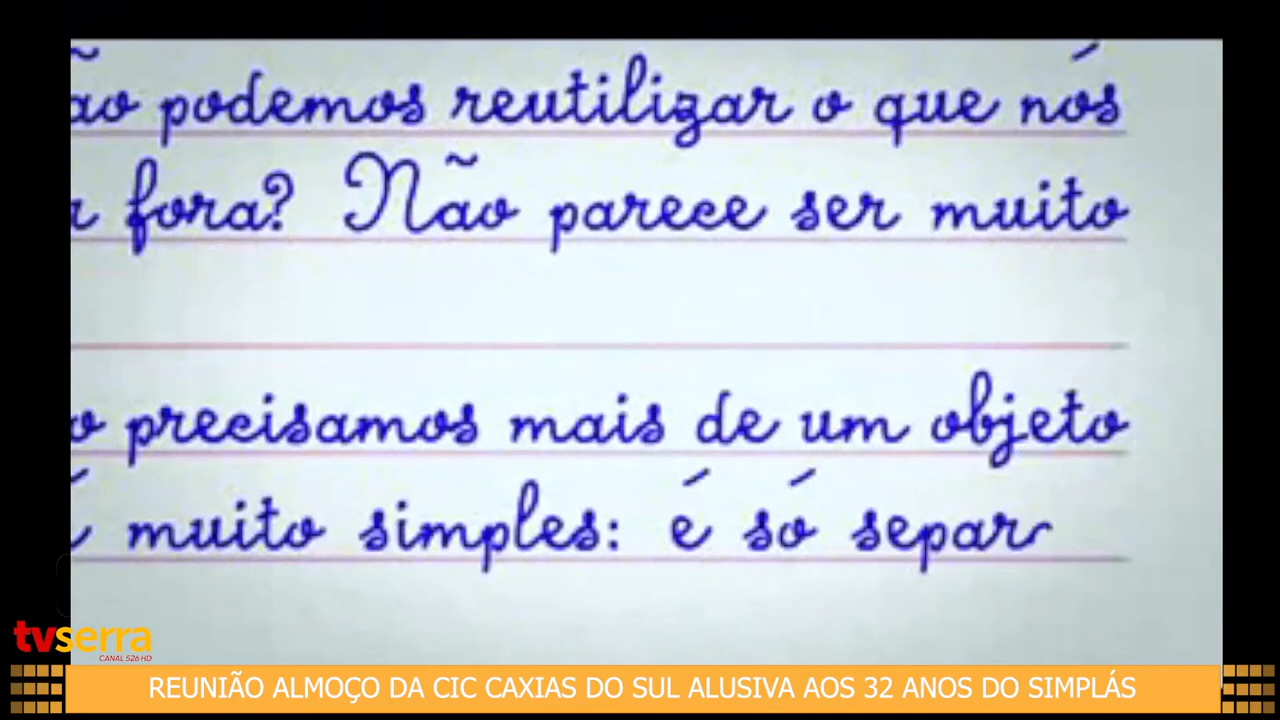 ão podemos reutilizar o que nós
fora? Não parece ser muito
o precisamos mais de um objeto
muito simples: é só separ
tvserra
CANAL 526 HD
REUNIÃO ALMOÇO DA CIC CAXIAS DO SUL ALUSIVA AOS 32 ANOS DO SIMPLÁS